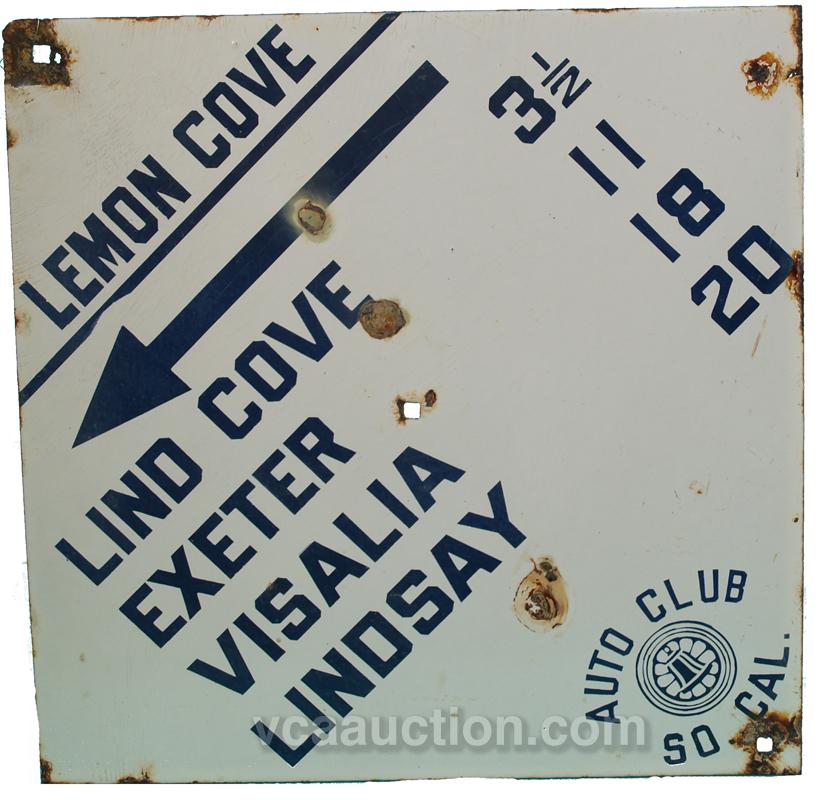 LEMON COVE
LIND COVE 3½
EXETER 11
VISALIA 18
LINDSAY 20
AUTO CLUB
SO CAL.
vcaauction.com